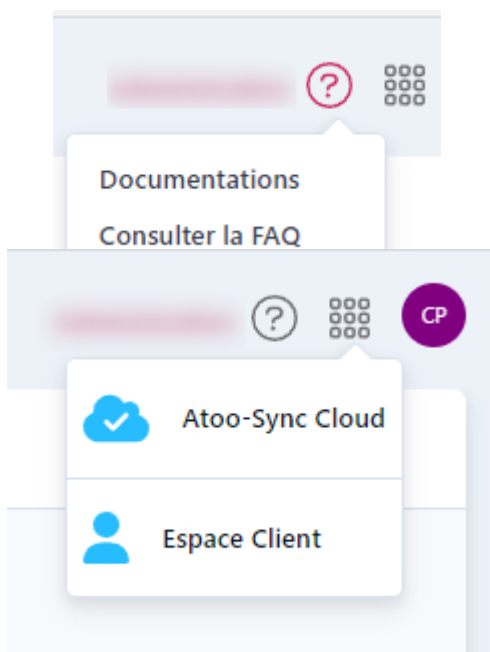 ?
Documentations
Consulter la FAQ
?
CP
Atoo-Sync Cloud
Espace Client